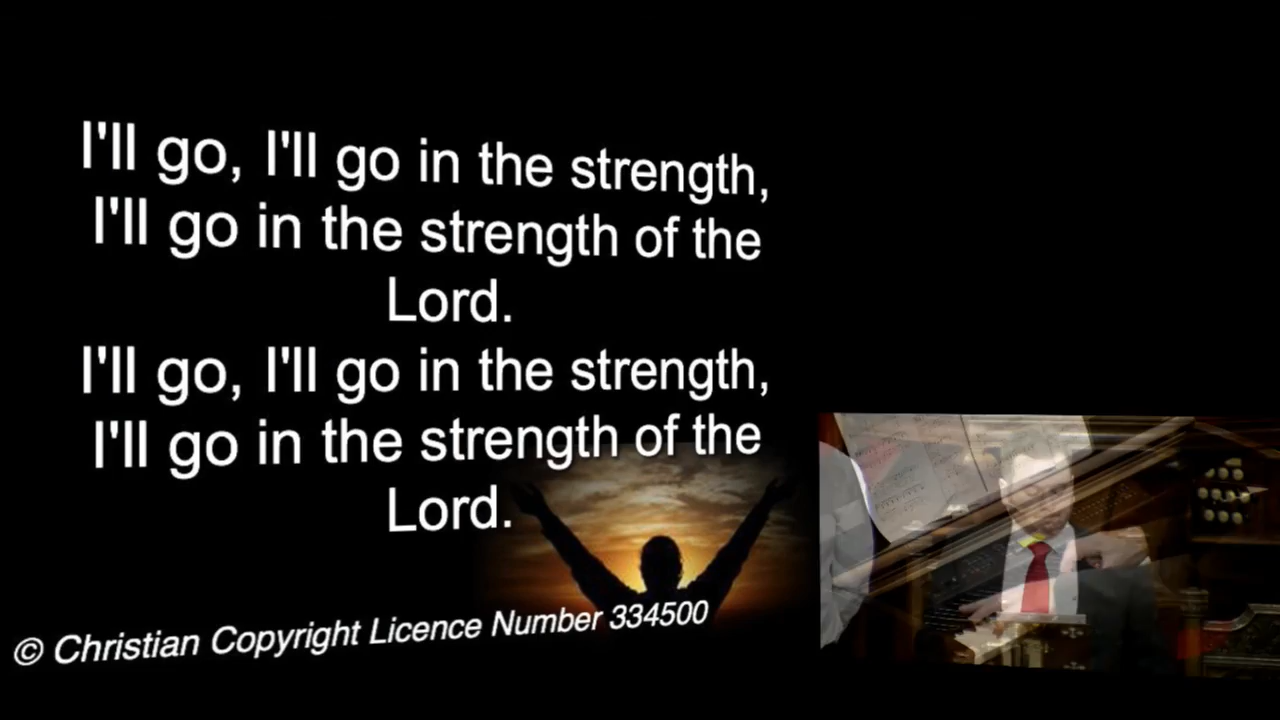 I'll go, I'll go in the strength,
I'll go in the strength of the
Lord.
I'll go, I'll go in the strength,
I'll go in the strength of the
Lord.
© Christian Copyright Licence Number 334500